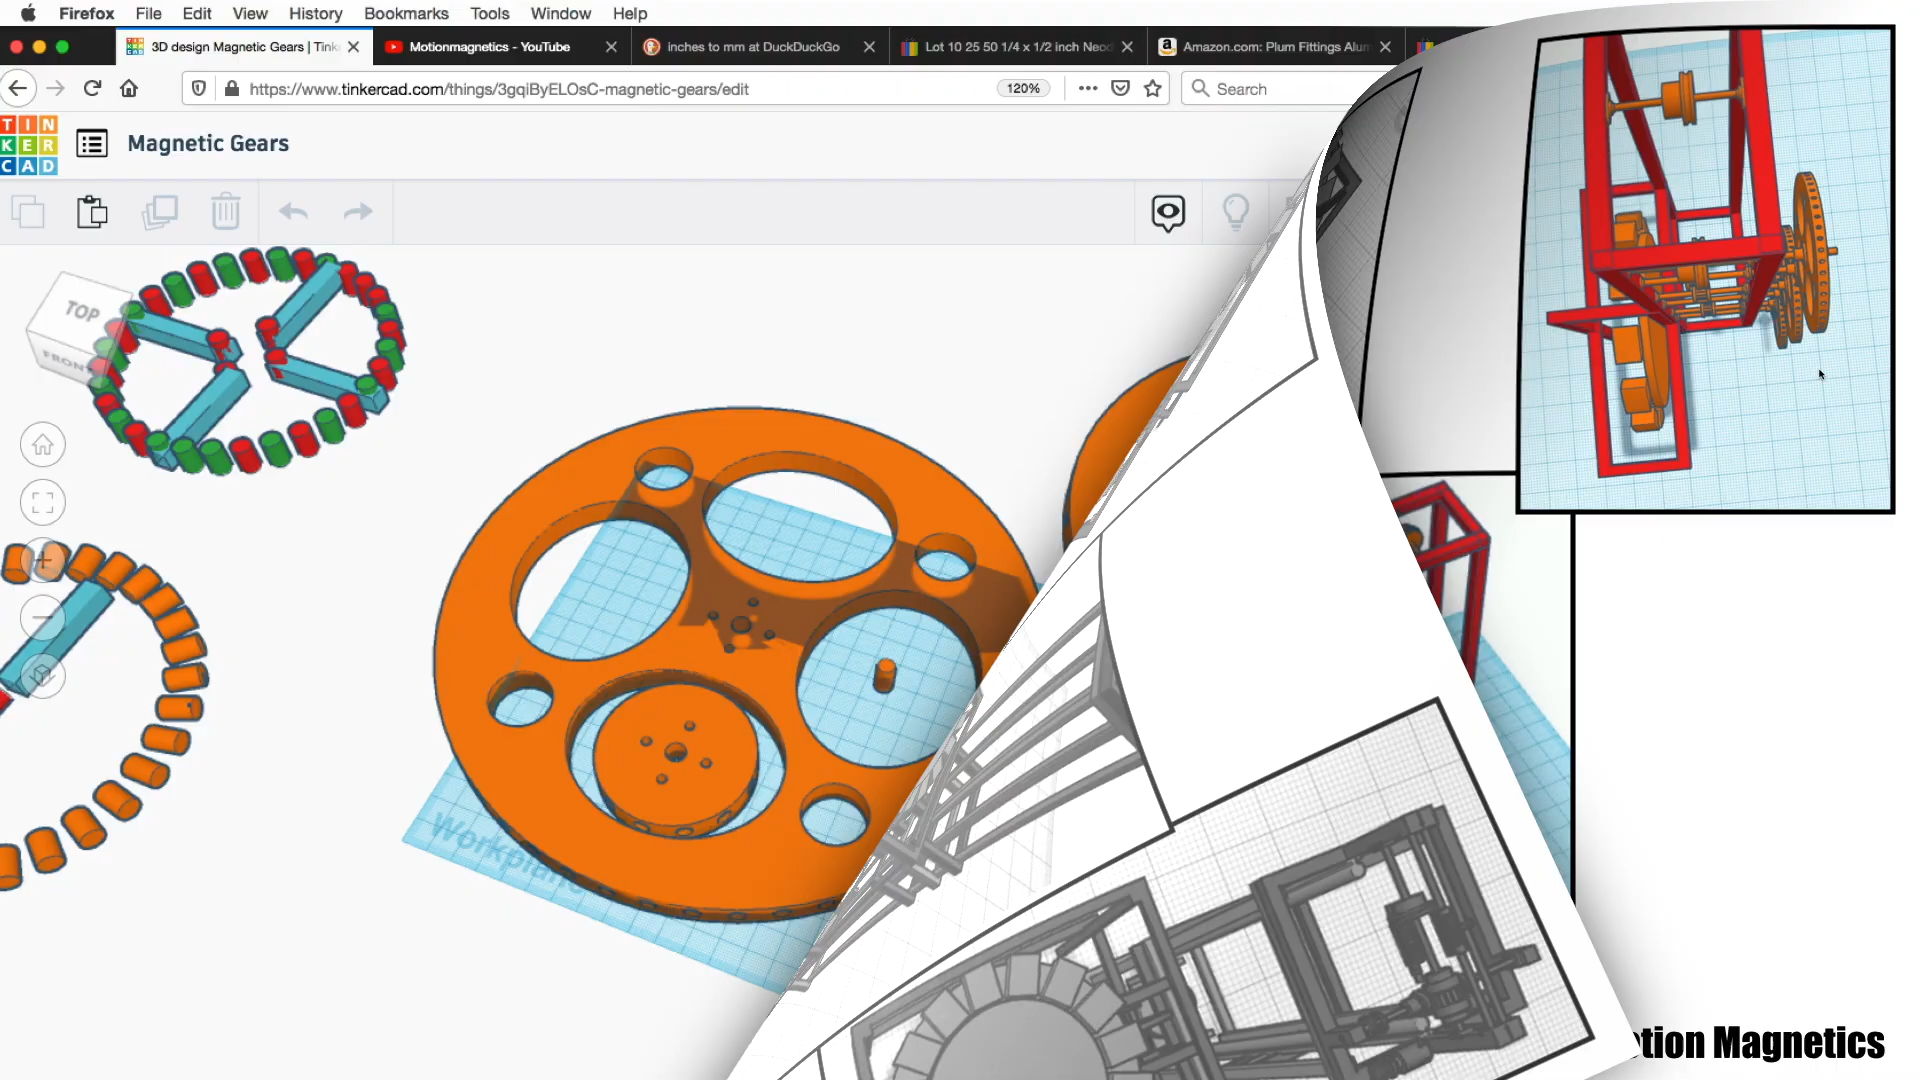 Firefox File Edit View History Bookmarks Tools Window Help
3D design Magnetic Gears | Tink
Motionmagnetics - YouTube
inches to mm at DuckDuckGo
Lot 10 25 50 1/4 x 1/2 inch Neod
Amazon.com: Plum Fittings Alum
https://www.tinkercad.com/things/3gqiByELOsC-magnetic-gears/edit
120%
Search
TIN
KER
CAD
Magnetic Gears
TOP
FRONT
Workplane
tion Magnetics